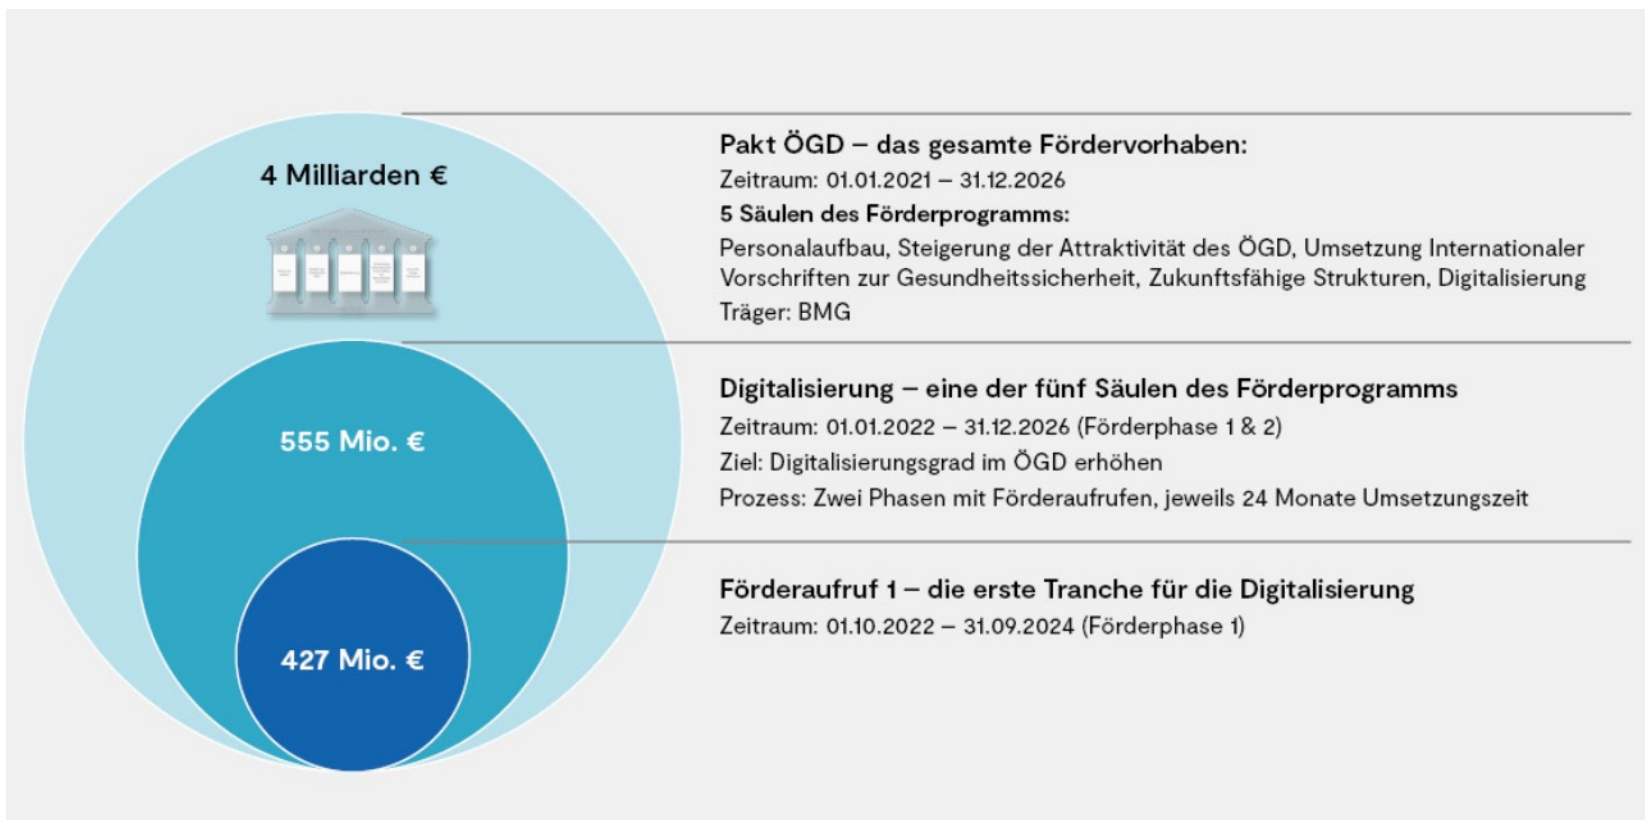 4 Milliarden €
Pakt ÖGD – das gesamte Fördervorhaben:
Zeitraum: 01.01.2021 – 31.12.2026
5 Säulen des Förderprogramms:
Personalaufbau, Steigerung der Attraktivität des ÖGD, Umsetzung Internationaler
Vorschriften zur Gesundheitssicherheit, Zukunftsfähige Strukturen, Digitalisierung
Träger: BMG
555 Mio. €
Digitalisierung – eine der fünf Säulen des Förderprogramms
Zeitraum: 01.01.2022 – 31.12.2026 (Förderphase 1 & 2)
Ziel: Digitalisierungsgrad im ÖGD erhöhen
Prozess: Zwei Phasen mit Förderaufrufen, jeweils 24 Monate Umsetzungszeit
427 Mio. €
Förderaufruf 1 – die erste Tranche für die Digitalisierung
Zeitraum: 01.10.2022 – 31.09.2024 (Förderphase 1)